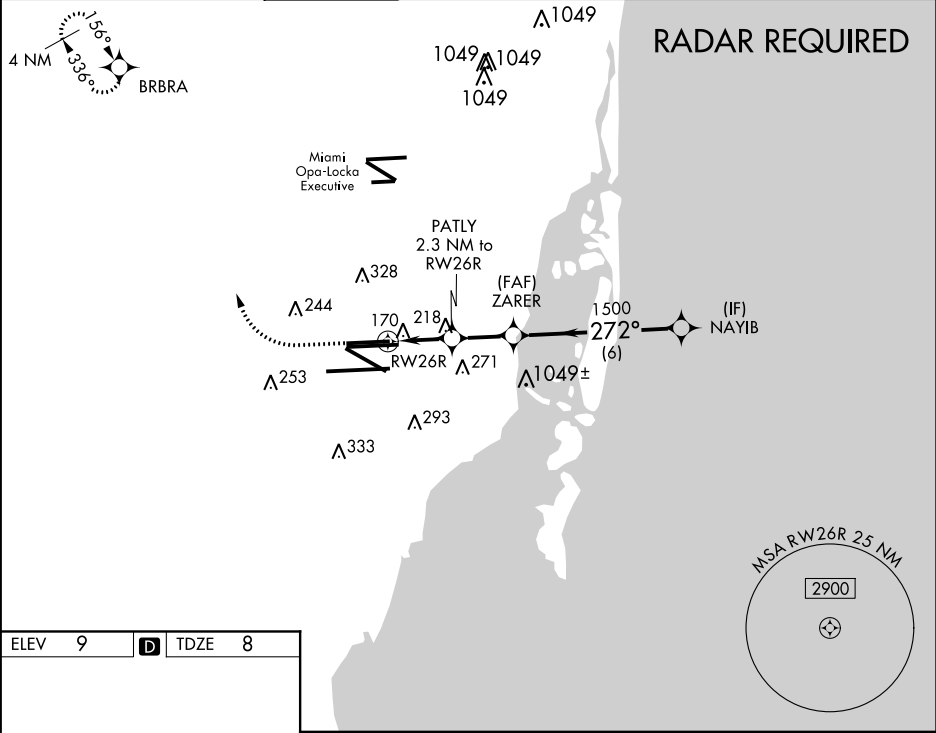 RADAR REQUIRED
1049
1049
1049
1049
156°
4 NM
336°
BRBRA
Miami
Opa-Locka
Executive
PATLY
2.3 NM to
RW26R
328
(FAF)
ZARER
244
170
218
1500
272°
(6)
(IF)
NAYIB
RW26R
271
1049±
253
293
333
MSA RW26R 25 NM
2900
ELEV 9 D TDZE 8